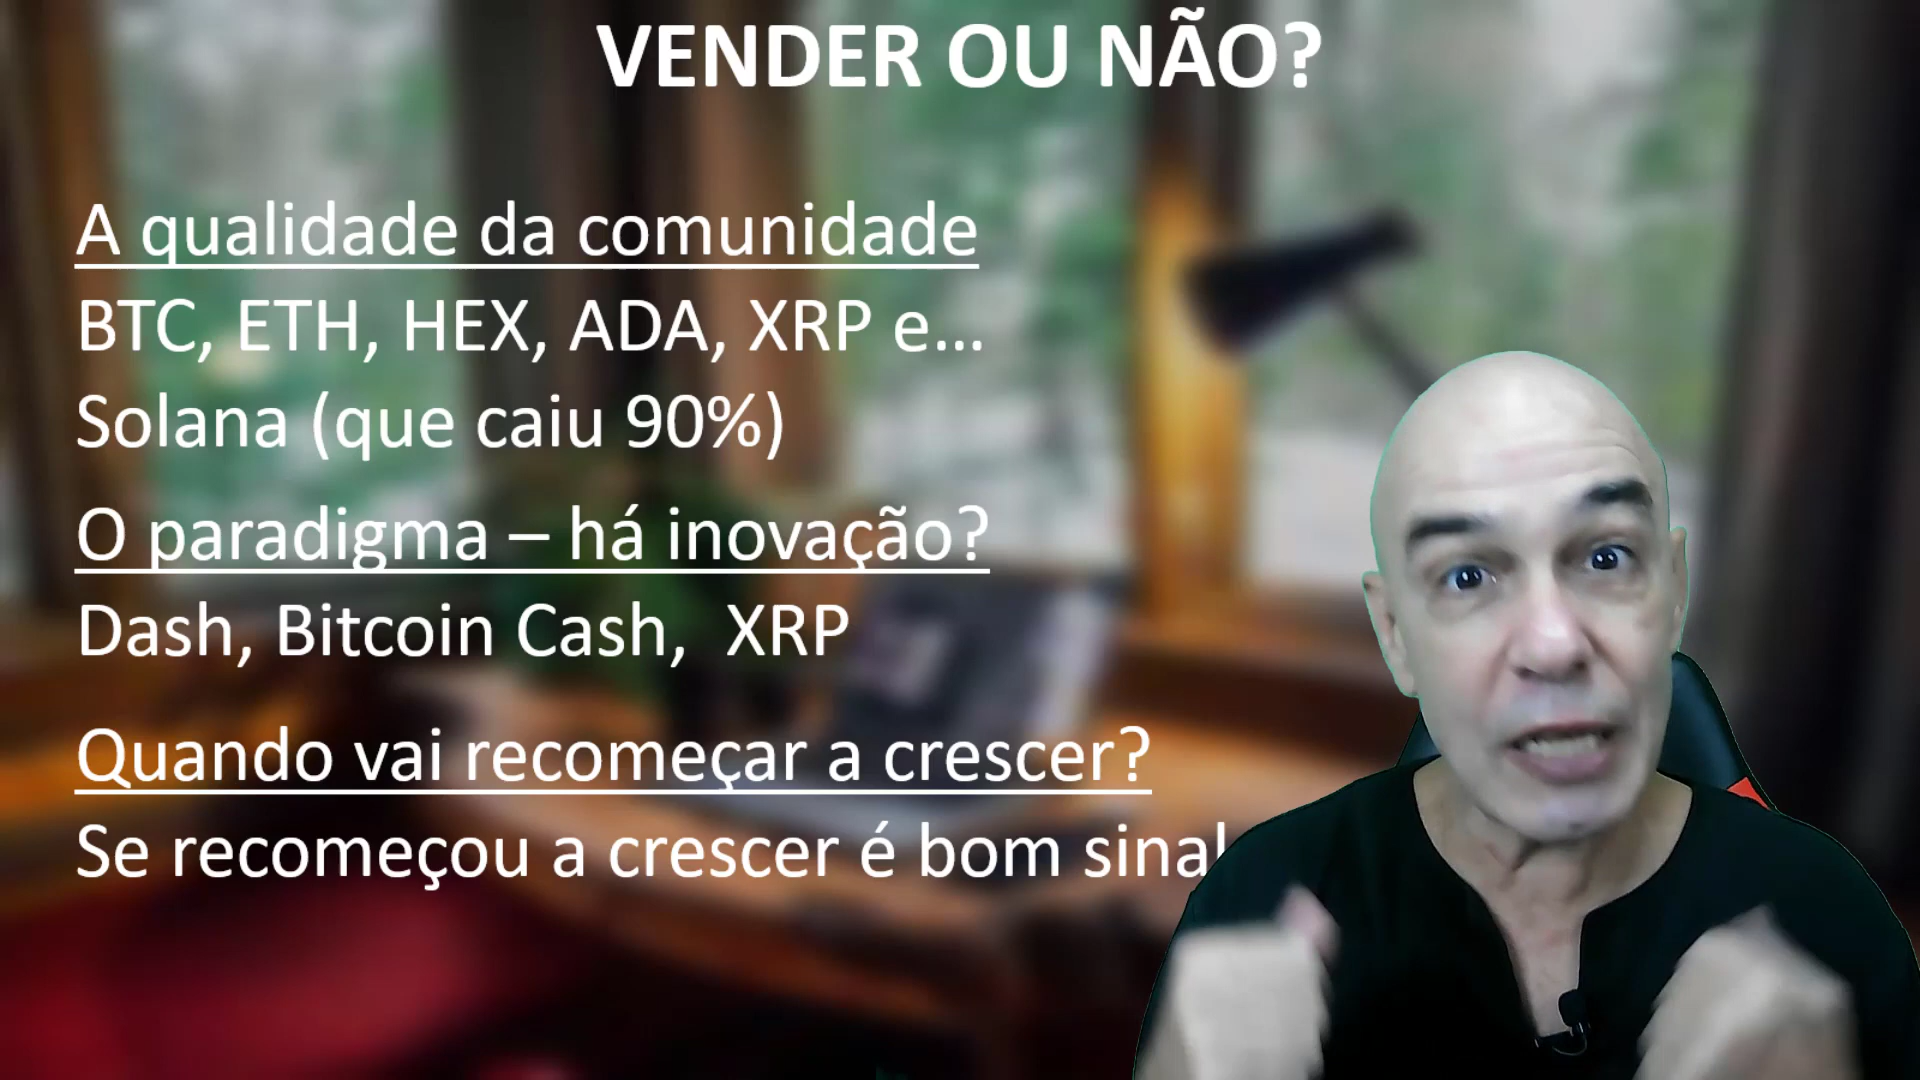 VENDER OU NÃO?
A qualidade da comunidade
BTC, ETH, HEX, ADA, XRP e...
Solana (que caiu 90%)
O paradigma – há inovação?
Dash, Bitcoin Cash,  XRP
Quando vai recomeçar a crescer?
Se recomeçou a crescer é bom sinal